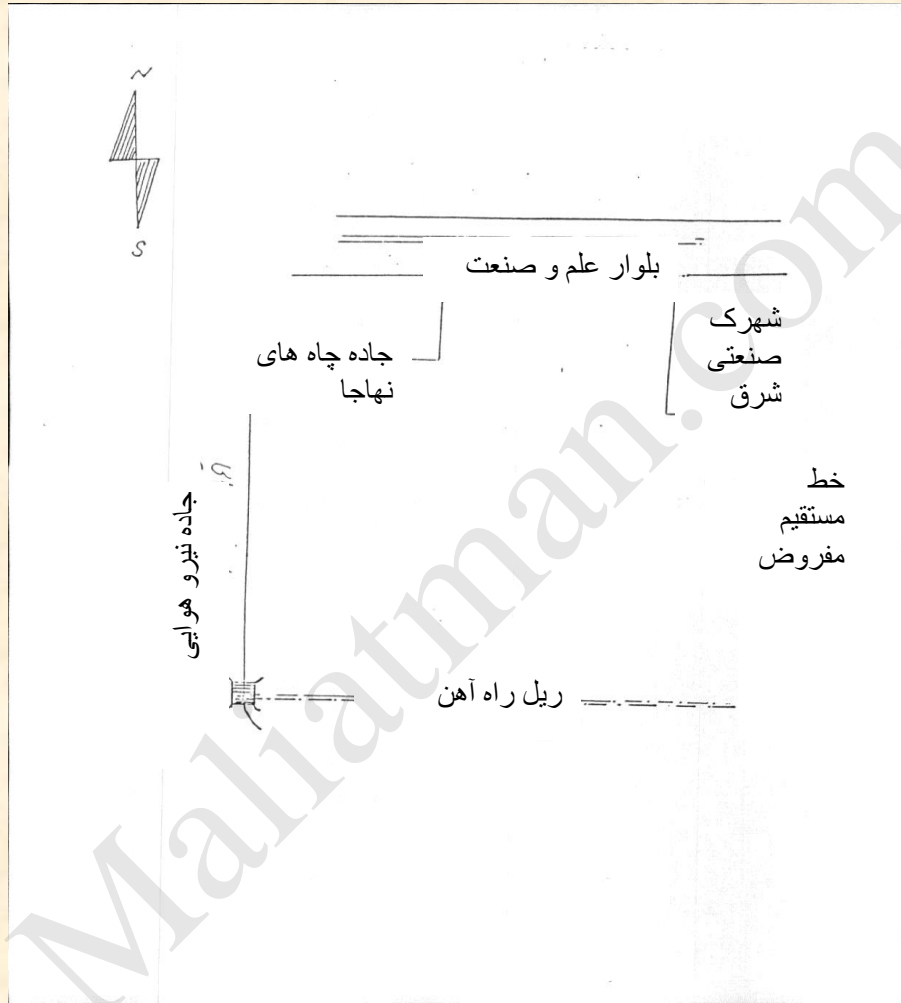 N
S
بلوار علم و صنعت
شهرک
صنعتی
شرق
جاده چاه های
نهاجا
خط
مستقیم
مفروض
جاده نیرو هوایی
ریل راه آهن
Maliatman.com